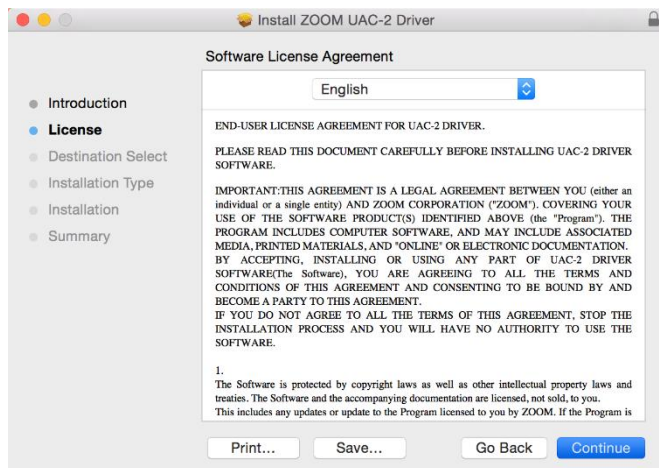 Install ZOOM UAC-2 Driver
Software License Agreement
English
Introduction
License
Destination Select
Installation Type
Installation
Summary
END-USER LICENSE AGREEMENT FOR UAC-2 DRIVER.
PLEASE READ THIS DOCUMENT CAREFULLY BEFORE INSTALLING UAC-2 DRIVER
SOFTWARE.
IMPORTANT:THIS AGREEMENT IS A LEGAL AGREEMENT BETWEEN YOU (either an
individual or a single entity) AND ZOOM CORPORATION ("ZOOM"). COVERING YOUR
USE OF THE SOFTWARE PRODUCT(S) IDENTIFIED ABOVE (the "Program"). THE
PROGRAM INCLUDES COMPUTER SOFTWARE, AND MAY INCLUDE ASSOCIATED
MEDIA, PRINTED MATERIALS, AND "ONLINE" OR ELECTRONIC DOCUMENTATION.
BY ACCEPTING, INSTALLING OR USING ANY PART OF UAC-2 DRIVER
SOFTWARE(The Software), YOU ARE AGREEING TO ALL THE TERMS AND
CONDITIONS OF THIS AGREEMENT AND CONSENTING TO BE BOUND BY AND
BECOME A PARTY TO THIS AGREEMENT.
IF YOU DO NOT AGREE TO ALL THE TERMS OF THIS AGREEMENT, STOP THE
INSTALLATION PROCESS AND YOU WILL HAVE NO AUTHORITY TO USE THE
SOFTWARE.
1.
The Software is protected by copyright laws as well as other intellectual property laws and
treaties. The Software and the accompanying documentation are licensed, not sold, to you.
This includes any updates or update to the Program licensed to you by ZOOM. If the Program is
Print...
Save...
Go Back
Continue